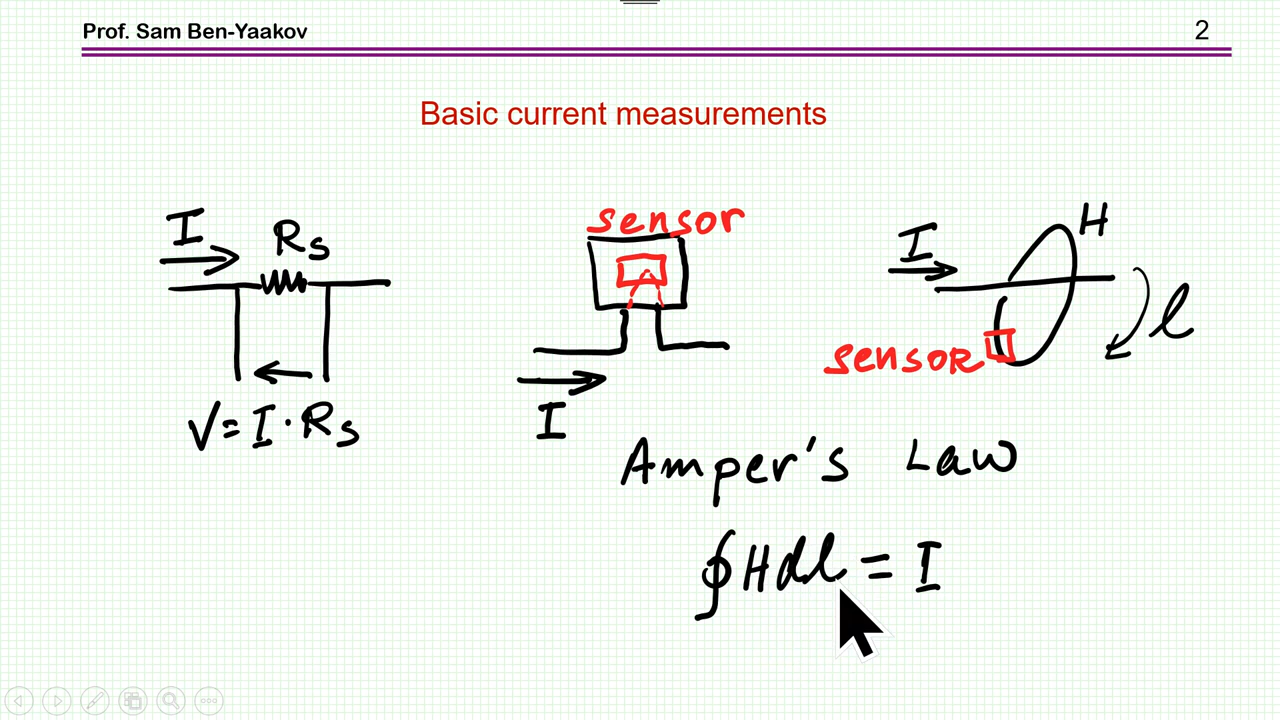 Prof. Sam Ben-Yaakov
2
Basic current measurements
I
Rs
V = I · Rs
sensor
I
I
H
l
sensor
Amper's Law
∮Hdl = I